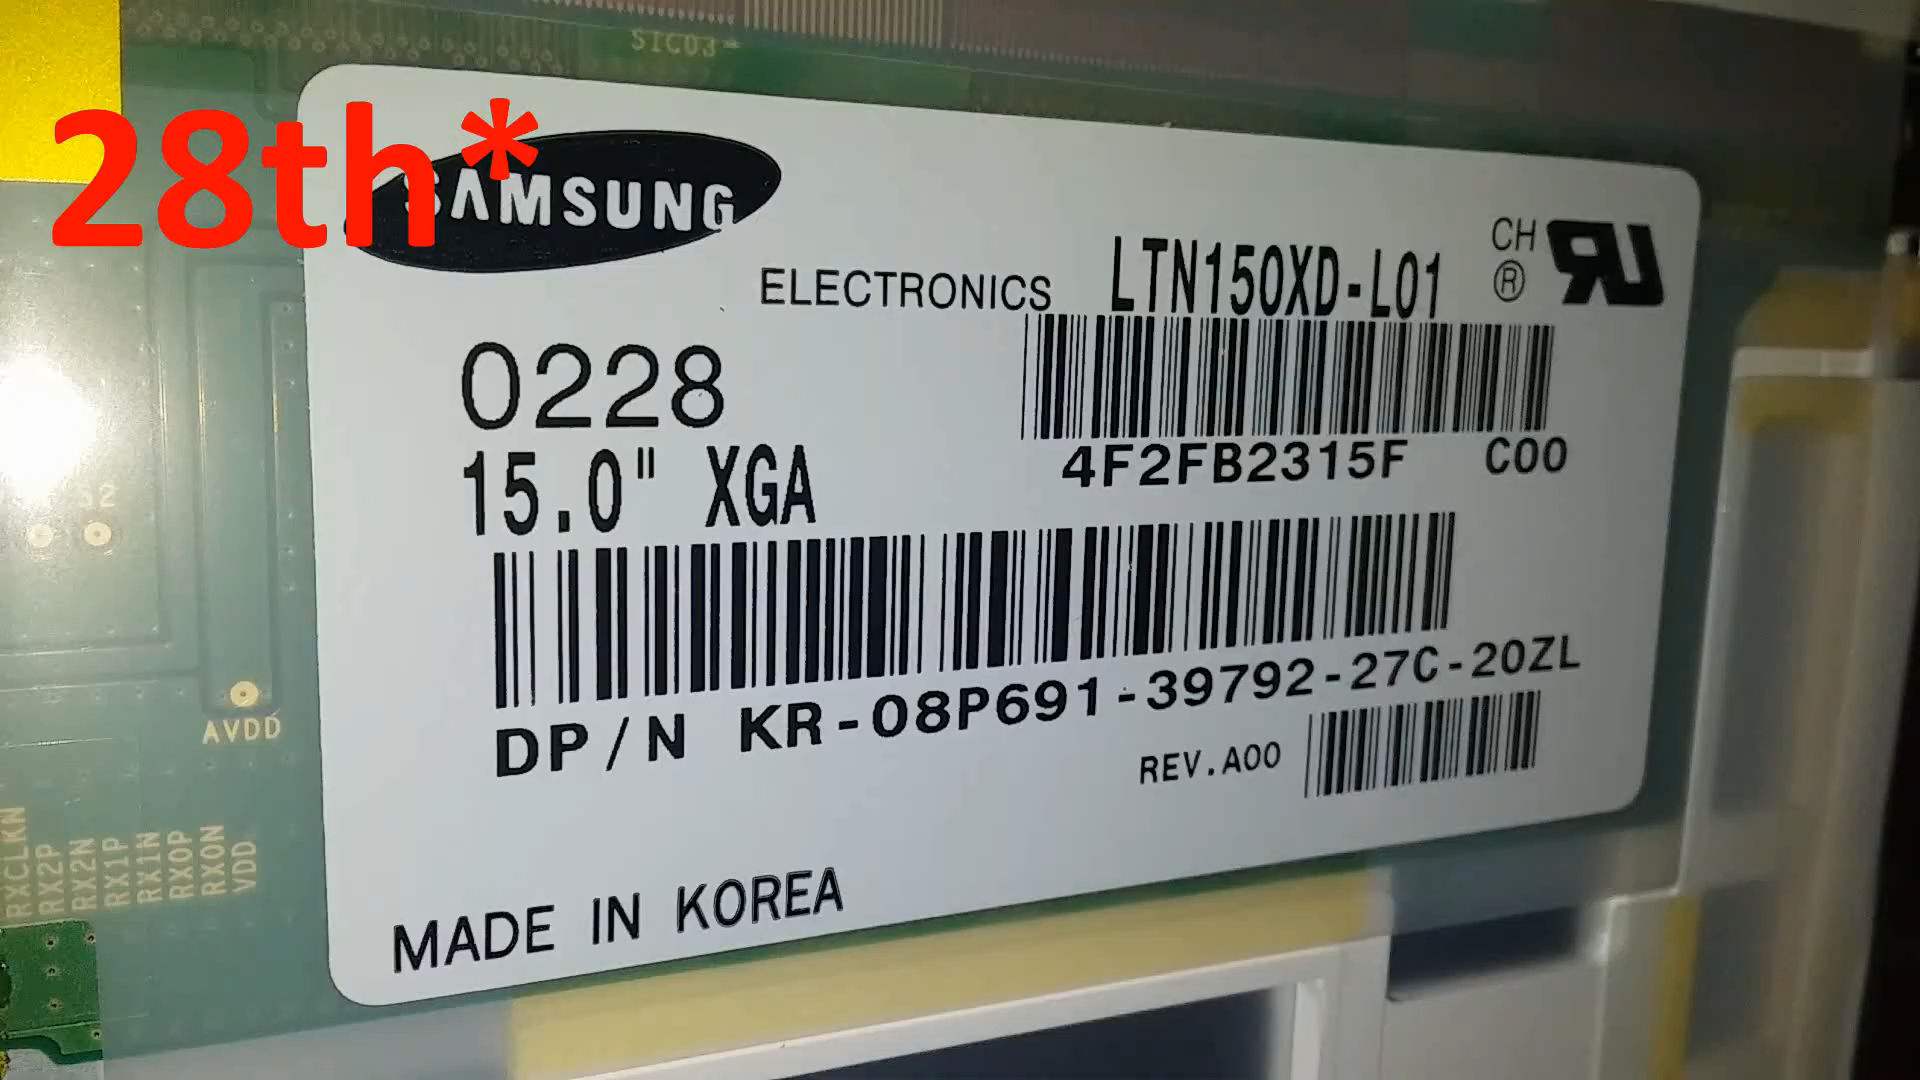 SIC03
28th*
SAMSUNG
ELECTRONICS
LTN150XD-L01
CH
®
0228
15.0" XGA
4F2FB2315F C00
DP/N KR-08P691-39792-27C-20ZL
REV.A00
MADE IN KOREA
S2
AVDD
RXCLKN
RX2P
RX2N
RX1P
RX1N
RX0P
RX0N
VDD